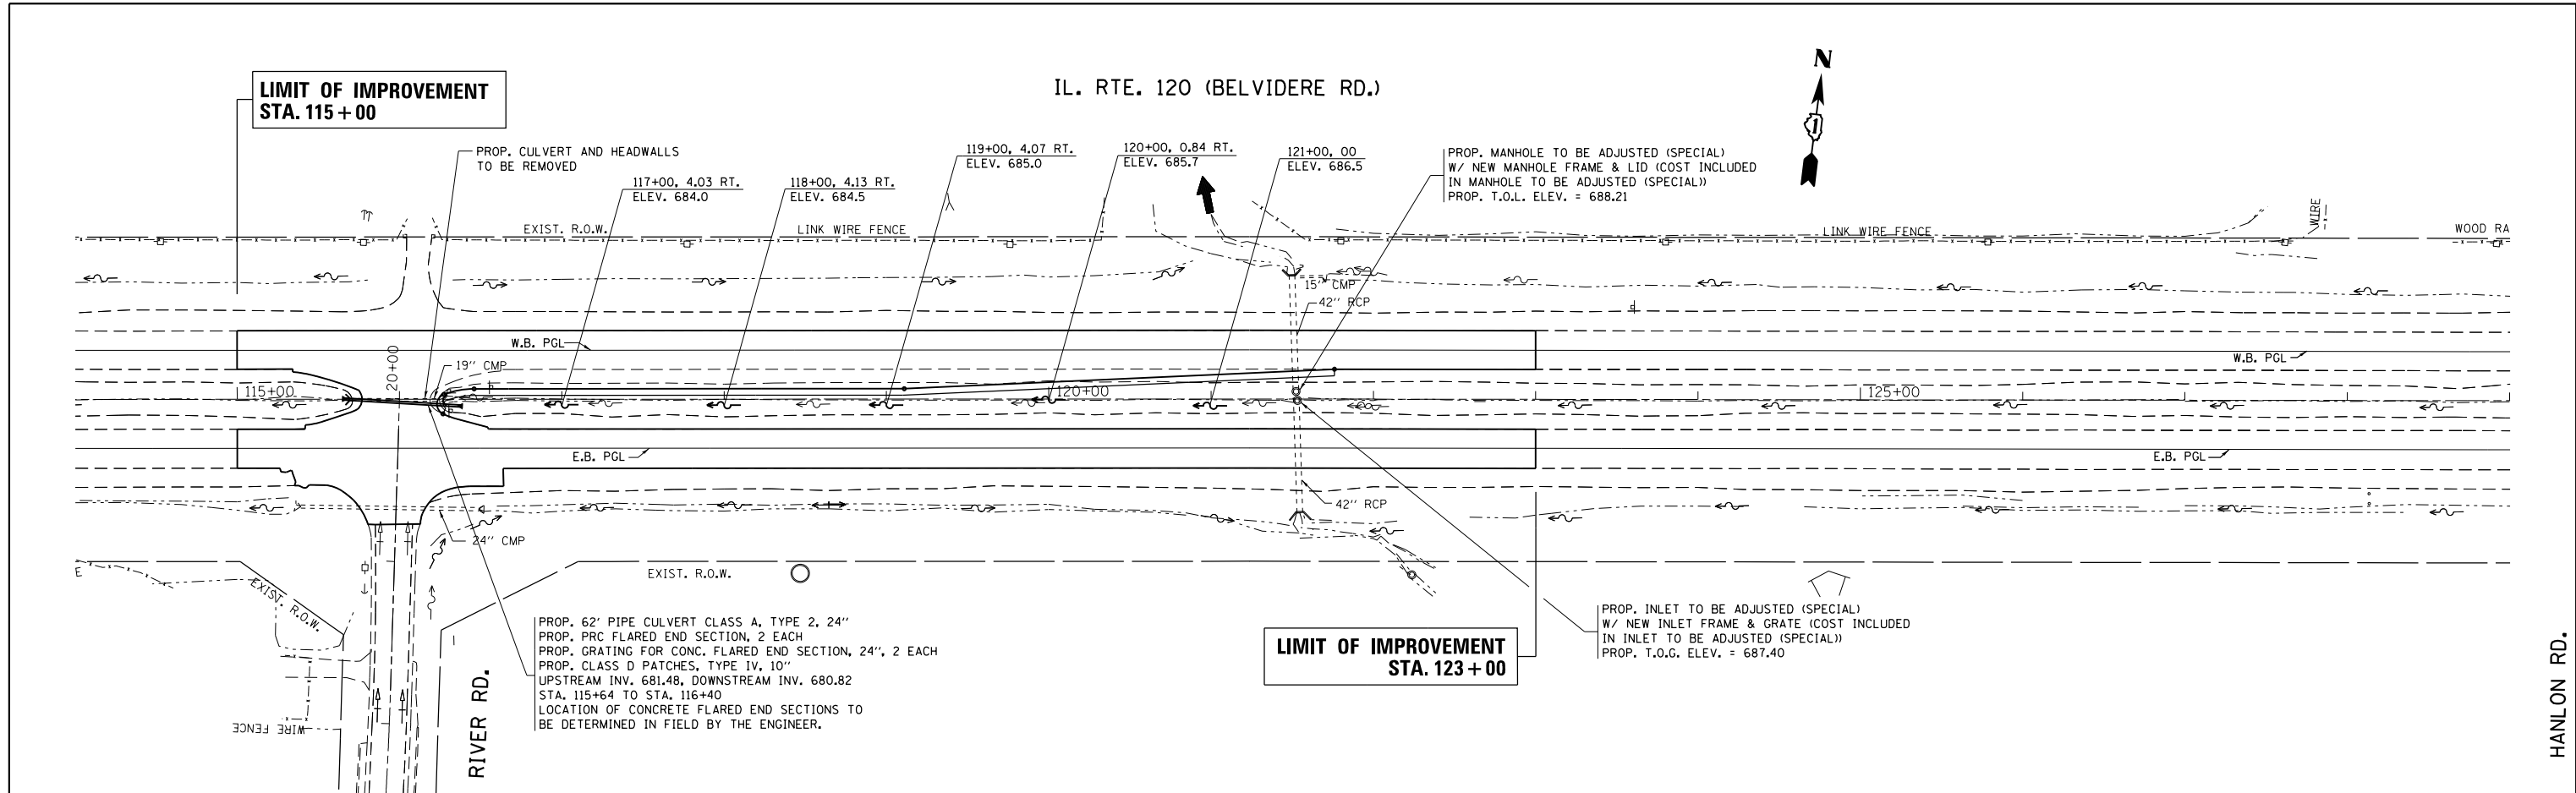 LIMIT OF IMPROVEMENT
STA. 115+00
IL. RTE. 120 (BELVIDERE RD.)
N
1
PROP. CULVERT AND HEADWALLS
TO BE REMOVED
117+00, 4.03 RT.
ELEV. 684.0
118+00, 4.13 RT.
ELEV. 684.5
119+00, 4.07 RT.
ELEV. 685.0
120+00, 0.84 RT.
ELEV. 685.7
121+00, 00
ELEV. 686.5
PROP. MANHOLE TO BE ADJUSTED (SPECIAL)
W/ NEW MANHOLE FRAME & LID (COST INCLUDED
IN MANHOLE TO BE ADJUSTED (SPECIAL))
PROP. T.O.L. ELEV. = 688.21
EXIST. R.O.W.
LINK WIRE FENCE
LINK WIRE FENCE
WIRE
WOOD RA
15" CMP
42" RCP
W.B. PGL
W.B. PGL
20+00
19" CMP
115+00
120+00
125+00
E.B. PGL
E.B. PGL
42" RCP
24" CMP
E
EXIST. R.O.W.
EXIST. R.O.W.
PROP. 62' PIPE CULVERT CLASS A, TYPE 2, 24"
PROP. PRC FLARED END SECTION, 2 EACH
PROP. GRATING FOR CONC. FLARED END SECTION, 24", 2 EACH
PROP. CLASS D PATCHES, TYPE IV, 10"
UPSTREAM INV. 681.48, DOWNSTREAM INV. 680.82
STA. 115+64 TO STA. 116+40
LOCATION OF CONCRETE FLARED END SECTIONS TO
BE DETERMINED IN FIELD BY THE ENGINEER.
LIMIT OF IMPROVEMENT
STA. 123+00
PROP. INLET TO BE ADJUSTED (SPECIAL)
W/ NEW INLET FRAME & GRATE (COST INCLUDED
IN INLET TO BE ADJUSTED (SPECIAL))
PROP. T.O.G. ELEV. = 687.40
WIRE FENCE
RIVER RD.
HANLON RD.